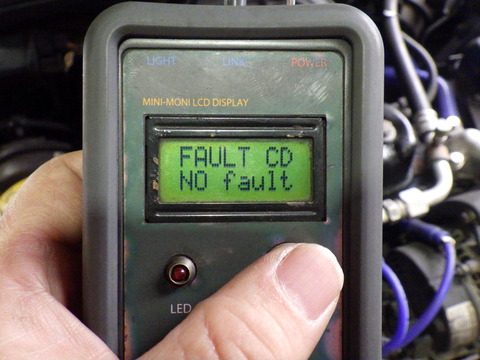 LIGHT LINK POWER
MINI-MONI LCD DISPLAY
FAULT CD
NO fault
LED